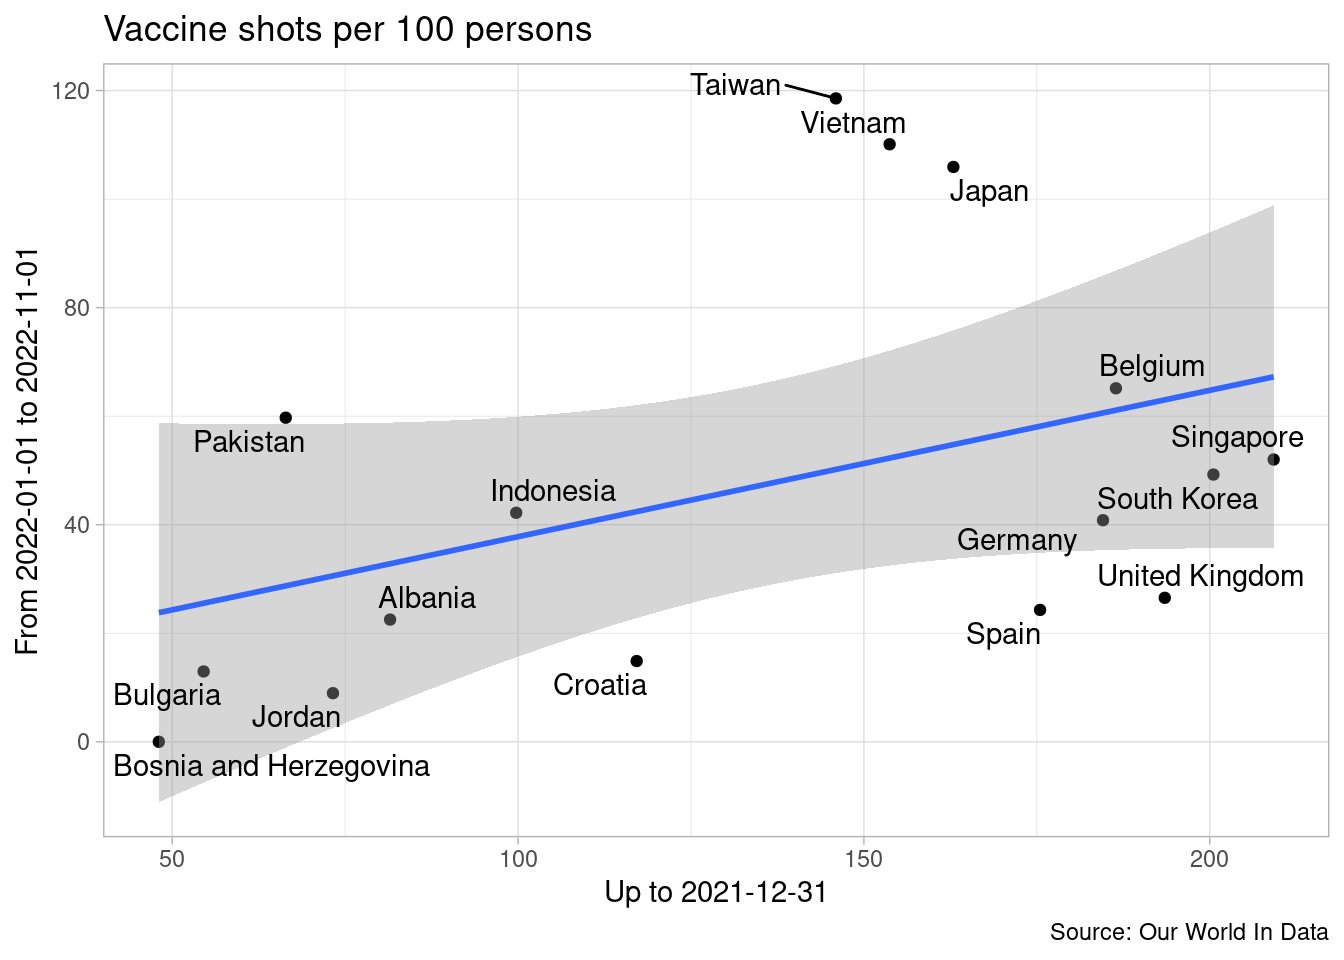 Vaccine shots per 100 persons
120
Taiwan
Vietnam
Japan
80
Belgium
Pakistan
Singapore
Indonesia
South Korea
40
Germany
United Kingdom
Albania
Spain
Croatia
Bulgaria
Jordan
0
Bosnia and Herzegovina
From 2022-01-01 to 2022-11-01
50 100 150 200
Up to 2021-12-31
Source: Our World In Data